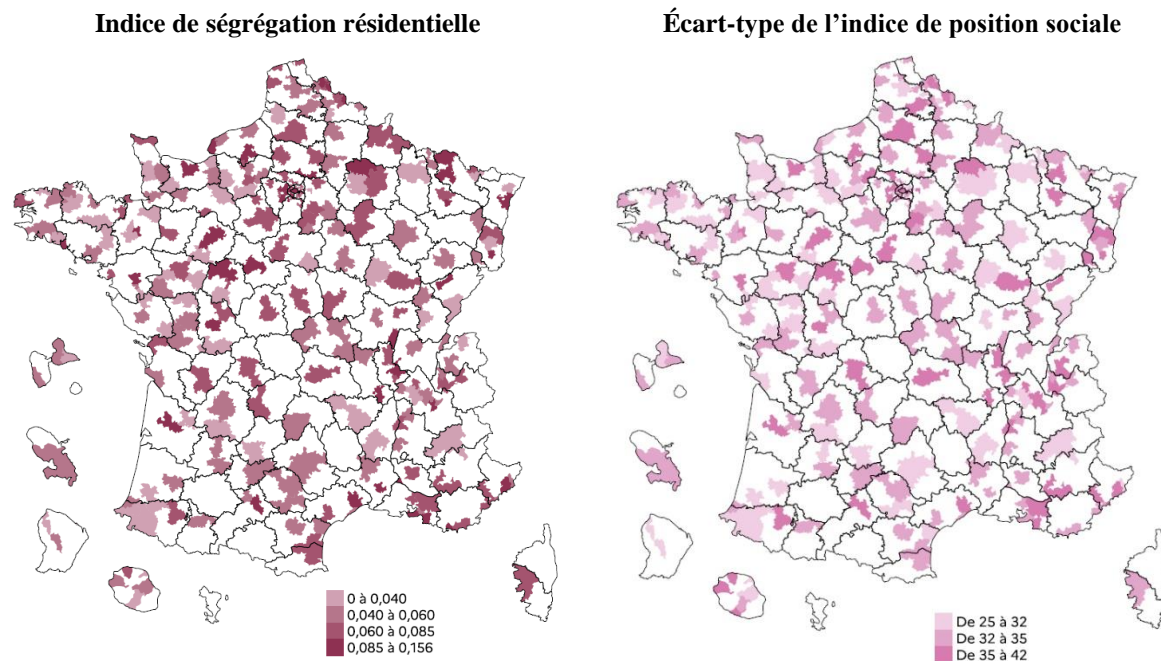 Indice de ségrégation résidentielle
0 à 0,040
0,040 à 0,060
0,060 à 0,085
0,085 à 0,156
Écart-type de l’indice de position sociale
De 25 à 32
De 32 à 35
De 35 à 42